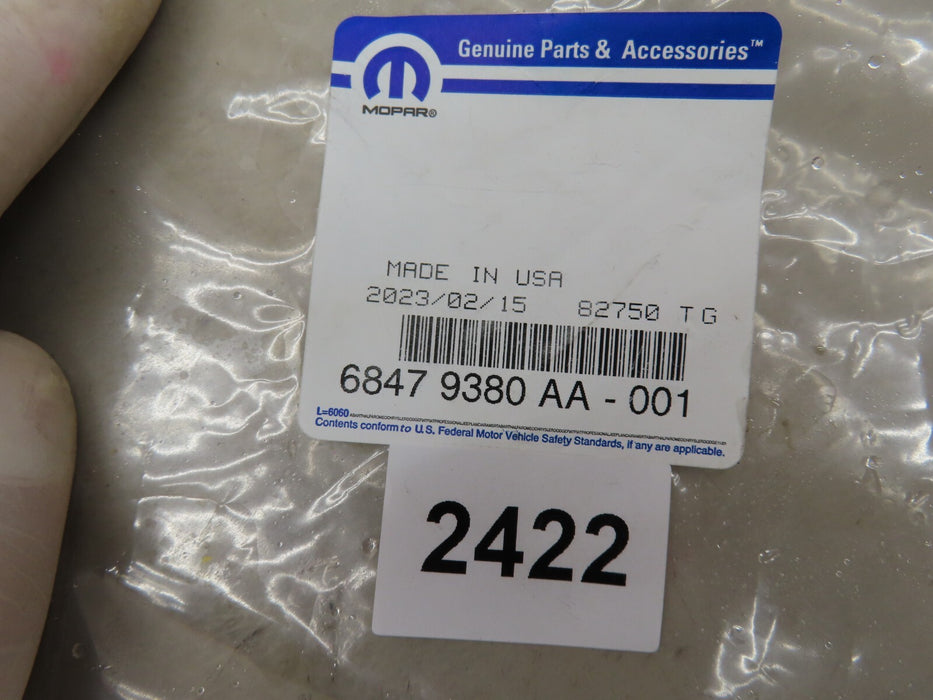 Genuine Parts & Accessories™
MOPAR®
MADE IN USA
2023/02/15 82750 TG
6847 9380 AA - 001
L=6060
Contents conform to U.S. Federal Motor Vehicle Safety Standards, if any are applicable.
2422